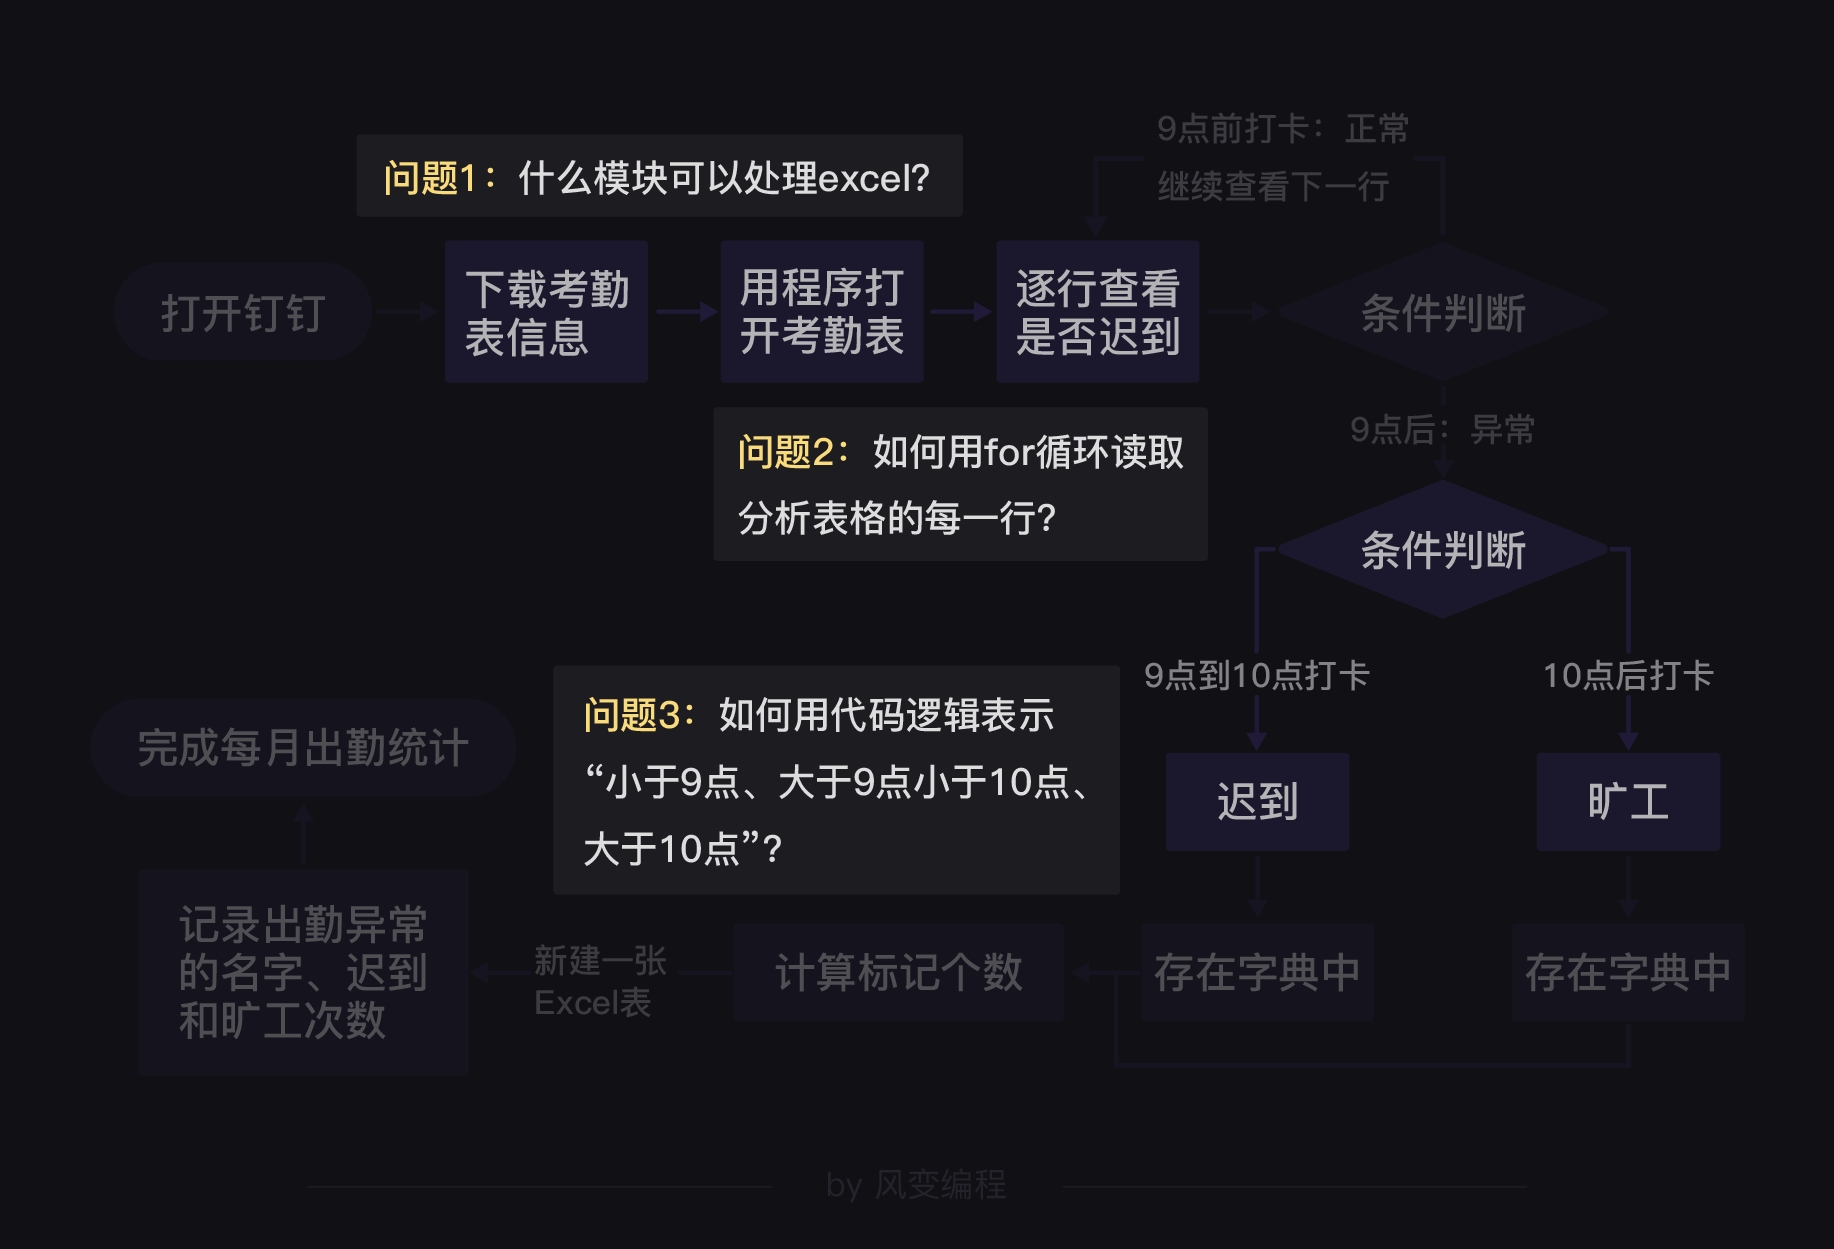 9点前打卡：正常
继续查看下一行
问题1：什么模块可以处理excel?
打开钉钉
下载考勤
表信息
用程序打
开考勤表
逐行查看
是否迟到
条件判断
9点后：异常
问题2：如何用for循环读取
分析表格的每一行?
条件判断
9点到10点打卡
10点后打卡
问题3：如何用代码逻辑表示
“小于9点、大于9点小于10点、
大于10点”?
迟到
旷工
完成每月出勤统计
记录出勤异常
的名字、迟到
和旷工次数
新建一张
Excel表
计算标记个数
存在字典中
存在字典中
by 风变编程